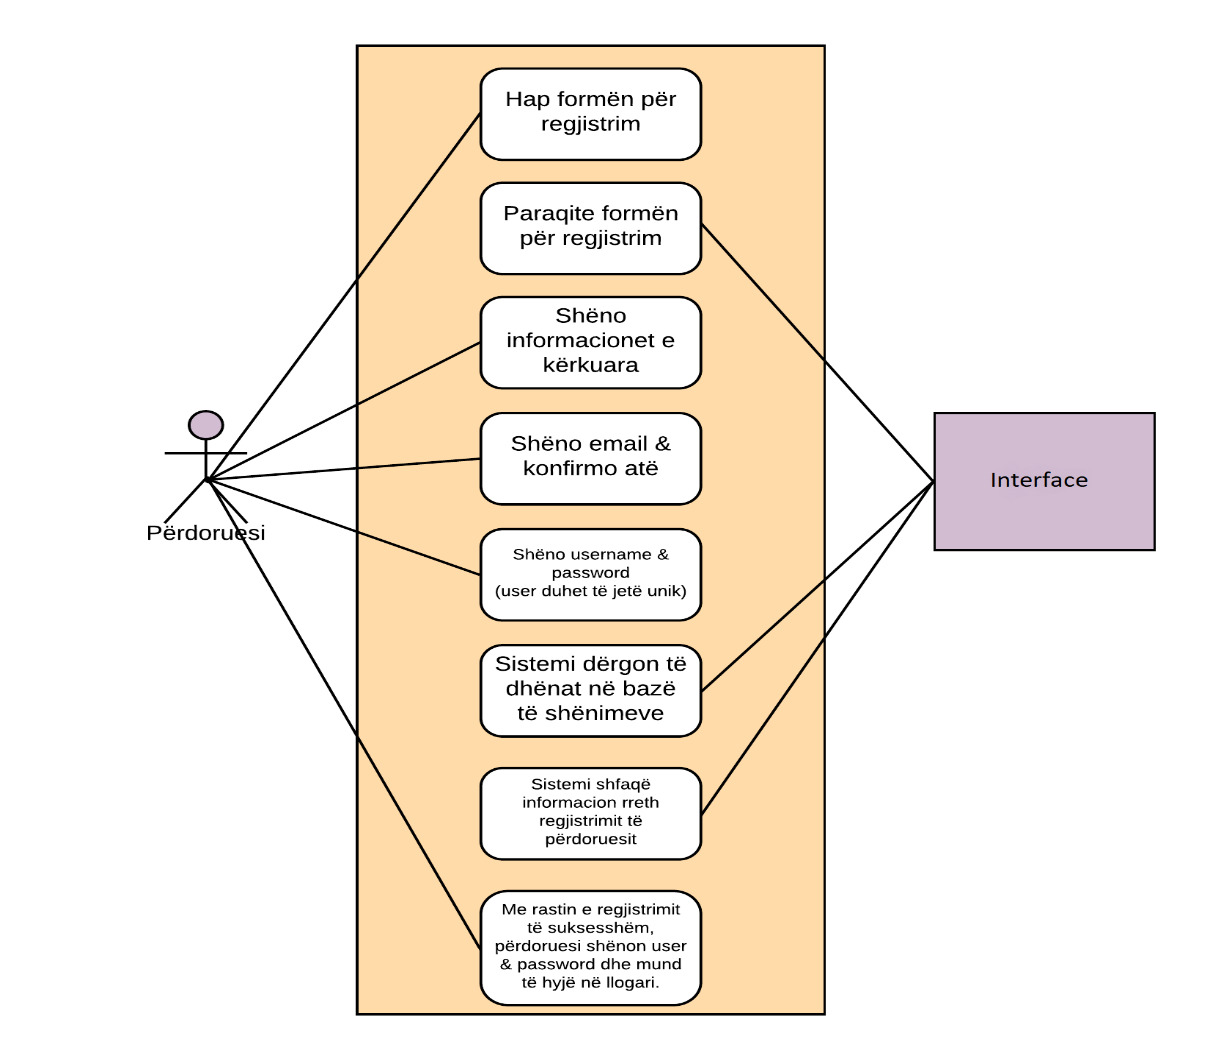 Hap formën për
regjistrim
Paraqite formën
për regjistrim
Shëno
informacionet e
kërkuara
Shëno email &
konfirmo atë
Shëno username &
password
(user duhet të jetë unik)
Sistemi dërgon të
dhënat në bazë
të shënimeve
Sistemi shfaqë
informacion rreth
regjistrimit të
përdoruesit
Me rastin e regjistrimit
të suksesshëm,
përdoruesi shënon user
& password dhe mund
të hyjë në llogari.
Përdoruesi
Interface